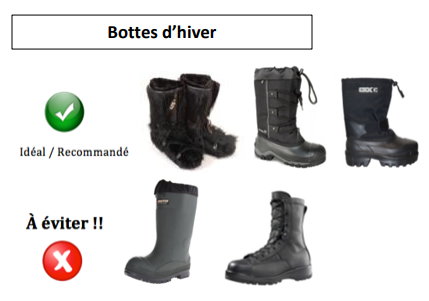 Bottes d’hiver
Idéal / Recommandé
À éviter !!